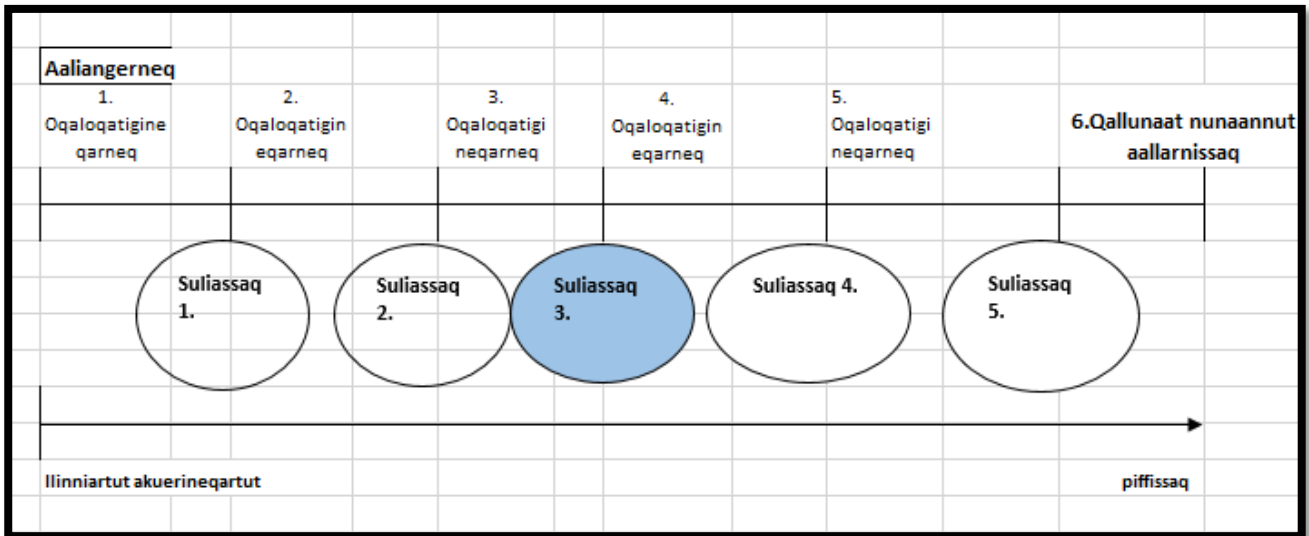 Aaliangerneq
1.
Oqaloqatigine
qarneq
2.
Oqaloqatigin
eqarneq
3.
Oqaloqatigi
neqarneq
4.
Oqaloqatigin
eqarneq
5.
Oqaloqatigi
neqarneq
6.Qallunaat nunaannut
aallarnissaq
Suliassaq
1.
Suliassaq
2.
Suliassaq
3.
Suliassaq 4.
Suliassaq
5.
Ilinniartut akuerineqartut
piffissaq